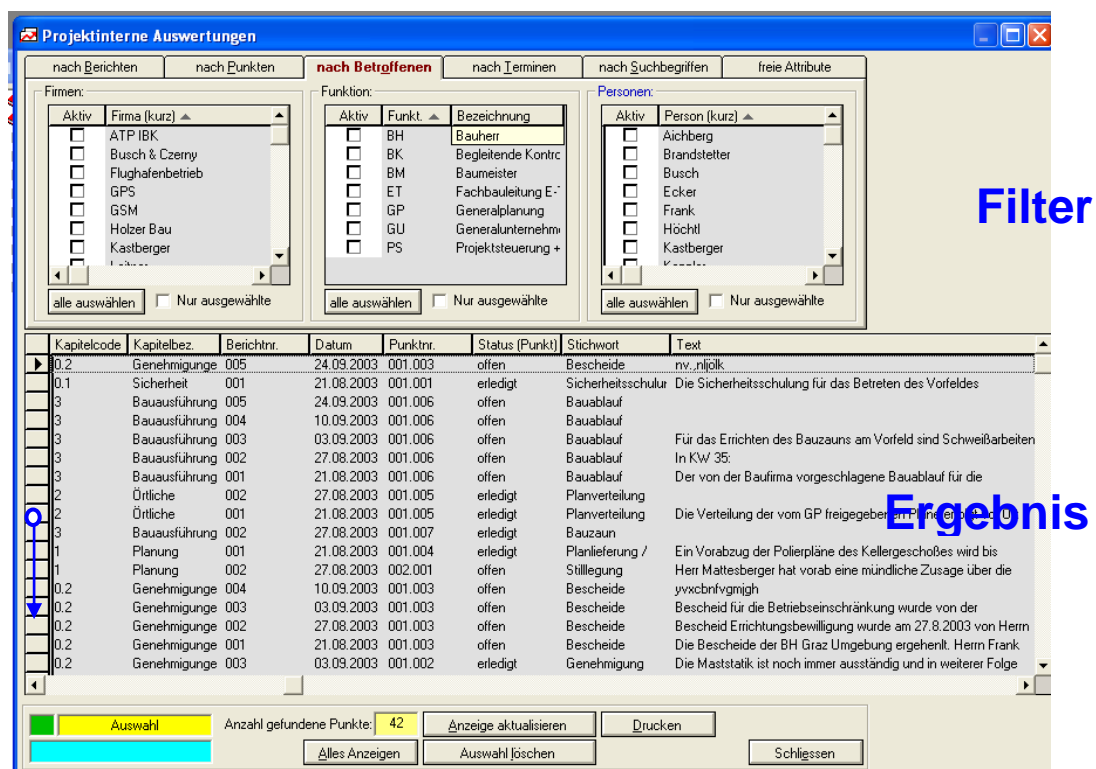 Projektinterne Auswertungen
nach Berichten nach Punkten nach Betroffenen nach Terminen nach Suchbegriffen freie Attribute
Firmen: Funktion: Personen:
Aktiv Firma (kurz) Aktiv Funkt. Bezeichnung Aktiv Person (kurz)
ATP IBK BH Bauherr Aichberg
Busch & Czerny BK Begleitende Kontrc Brandstetter
Flughafenbetrieb BM Baumeister Busch
GPS ET Fachbauleitung E- Ecker
GSM GP Generalplanung Frank
Holzer Bau GU Generalunternehm Höchtl
Kastberger PS Projektsteuerung + Kastberger
Filter
alle auswählen Nur ausgewählte alle auswählen Nur ausgewählte alle auswählen Nur ausgewählte
Kapitelcode Kapitelbez. Berichtnr. Datum Punktnr. Status (Punkt) Stichwort Text
0.2 Genehmigunge 005 24.09.2003 001.003 offen Bescheide nv.,nljölk
0.1 Sicherheit 001 21.08.2003 001.001 erledigt Sicherheitsschulur Die Sicherheitsschulung für das Betreten des Vorfeldes
3 Bauausführung 005 24.09.2003 001.006 offen Bauablauf
3 Bauausführung 004 10.09.2003 001.006 offen Bauablauf
3 Bauausführung 003 03.09.2003 001.006 offen Bauablauf Für das Errichten des Bauzauns am Vorfeld sind Schweißarbeiten
3 Bauausführung 002 27.08.2003 001.006 offen Bauablauf In KW 35:
3 Bauausführung 001 21.08.2003 001.006 offen Bauablauf Der von der Baufirma vorgeschlagene Bauablauf für die
2 Örtliche 002 27.08.2003 001.005 erledigt Planverteilung
2 Örtliche 001 21.08.2003 001.005 erledigt Planverteilung Die Verteilung der vom GP freigegebenen
Ergebnis
3 Bauausführung 002 27.08.2003 001.007 erledigt Bauzaun
1 Planung 001 21.08.2003 001.004 erledigt Planlieferung / Ein Vorabzug der Polierpläne des Kellergeschoßes wird bis
1 Planung 002 27.08.2003 002.001 offen Stilllegung Herr Mattesberger hat vorab eine mündliche Zusage über die
0.2 Genehmigunge 004 10.09.2003 001.003 offen Bescheide yvxcbnfvgmjgh
0.2 Genehmigunge 003 03.09.2003 001.003 offen Bescheide Bescheid für die Betriebseinschränkung wurde von der
0.2 Genehmigunge 002 27.08.2003 001.003 offen Bescheide Bescheid Errichtungsbewilligung wurde am 27.8.2003 von Herrn
0.2 Genehmigunge 001 21.08.2003 001.003 offen Bescheide Die Bescheide der BH Graz Umgebung ergehenlt. Herrn Frank
0.2 Genehmigunge 003 03.09.2003 001.002 erledigt Genehmigung Die Maststatik ist noch immer ausständig und in weiterer Folge
Auswahl Anzahl gefundene Punkte: 42 Anzeige aktualisieren Drucken
Alles Anzeigen Auswahl löschen Schliessen